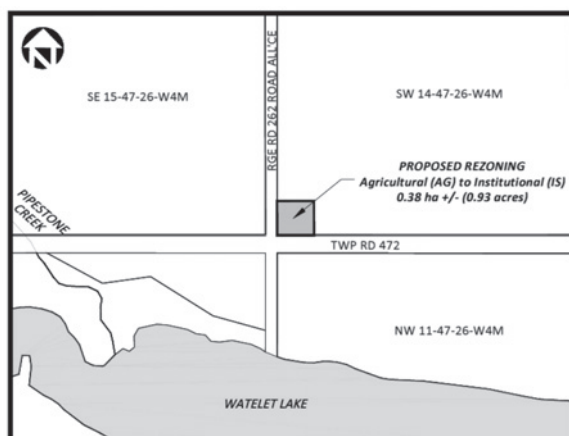 SE 15-47-26-W4M
RGE RD 262 ROAD ALL'CE
SW 14-47-26-W4M
PROPOSED REZONING
Agricultural (AG) to Institutional (IS)
0.38 ha +/- (0.93 acres)
PIPESTONE
CREEK
TWP RD 472
NW 11-47-26-W4M
WATELET LAKE